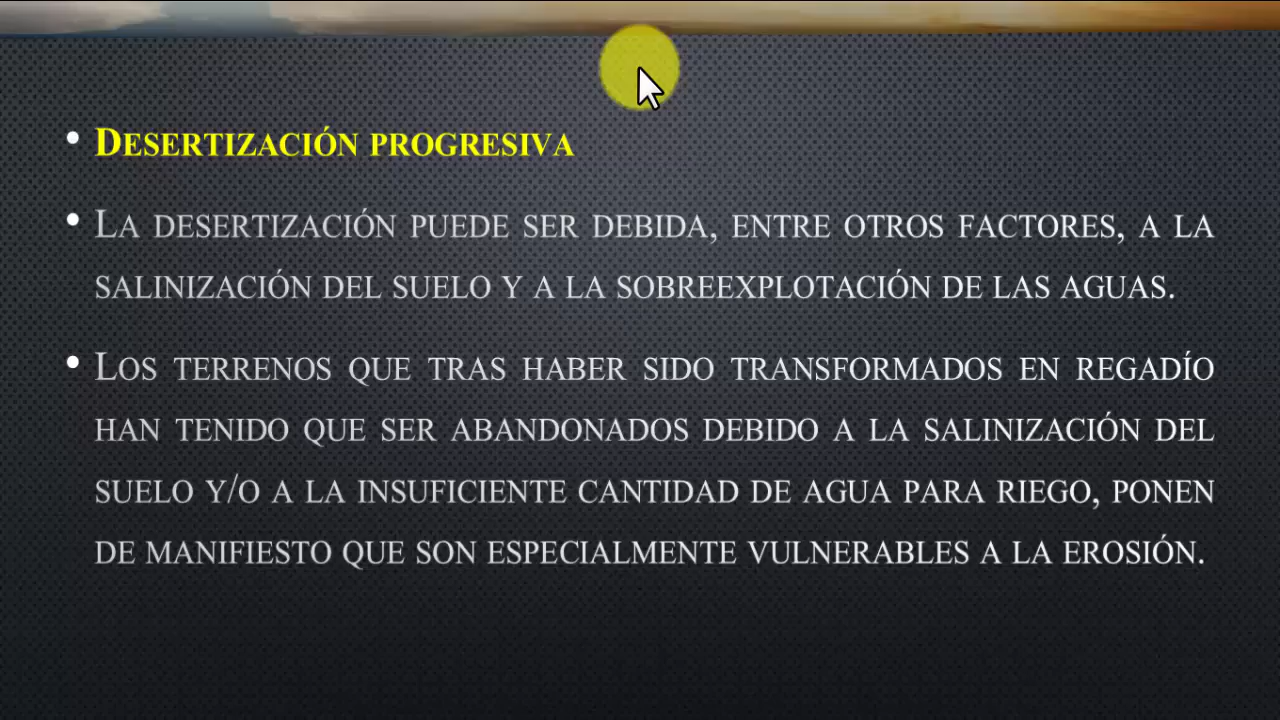 • Desertización progresiva
• La desertización puede ser debida, entre otros factores, a la
salinización del suelo y a la sobreexplotación de las aguas.
• Los terrenos que tras haber sido transformados en regadío
han tenido que ser abandonados debido a la salinización del
suelo y/o a la insuficiente cantidad de agua para riego, ponen
de manifiesto que son especialmente vulnerables a la erosión.